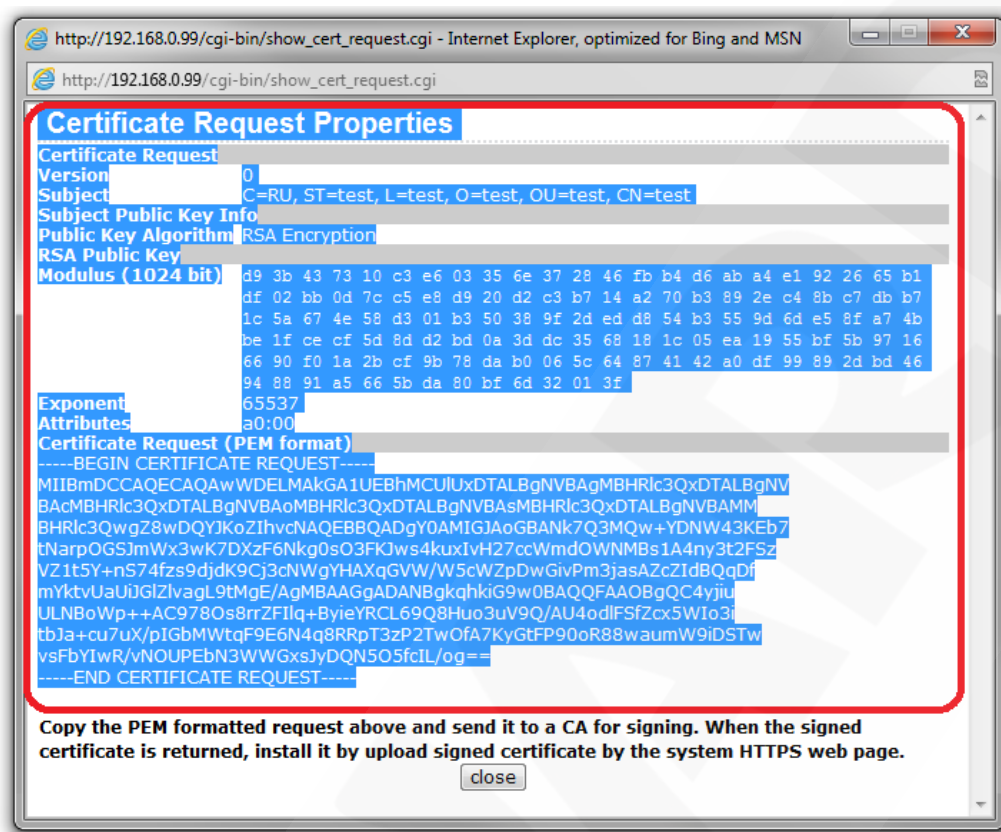 http://192.168.0.99/cgi-bin/show_cert_request.cgi - Internet Explorer, optimized for Bing and MSN
http://192.168.0.99/cgi-bin/show_cert_request.cgi
Certificate Request Properties
Certificate Request
Version 0
Subject C=RU, ST=test, L=test, O=test, OU=test, CN=test
Subject Public Key Info
Public Key Algorithm RSA Encryption
RSA Public Key
Modulus (1024 bit) d9 3b 43 73 10 c3 e6 03 35 6e 37 28 46 fb b4 d6 ab a4 e1 92 26 65 b1
df 02 bb 0d 7c c5 e8 d9 20 d2 c3 b7 14 a2 70 b3 89 2e c4 8b c7 db b7
1c 5a 67 4e 58 d3 01 b3 50 38 9f 2d ed d8 54 b3 55 9d 6d e5 8f a7 4b
be 1f ce cf 5d 8d d2 bd 0a 3d dc 35 68 18 1c 05 ea 19 55 bf 5b 97 16
66 90 f0 1a 2b cf 9b 78 da b0 06 5c 64 87 41 42 a0 df 99 89 2d bd 46
94 88 91 a5 66 5b da 80 bf 6d 32 01 3f
Exponent 65537
Attributes a0:00
Certificate Request (PEM format)
-----BEGIN CERTIFICATE REQUEST-----
MIIBmDCCAQECAQAwWDELMAkGA1UEBhMCUlUxDTALBgNVBAgMBHRlc3QxDTALBgNV
BAcMBHRlc3QxDTALBgNVBAoMBHRlc3QxDTALBgNVBAsMBHRlc3QxDTALBgNVBAMM
BHRlc3QwgZ8wDQYJKoZIhvcNAQEBBQADgY0AMIGJAoGBANk7Q3MQw+YDNW43KEb7
tNarpOGSJmWx3wK7DXzF6Nkg0sO3FKJws4kuxIvH27ccWmdOWNMBs1A4ny3t2FSz
VZ1t5Y+nS74fzs9djdK9Cj3cNWgYHAXqGVW/W5cWZpDwGivPm3jasAZcZIdBQqDf
mYktvUaUiJGlZlvagL9tMgE/AgMBAAGgADANBgkqhkiG9w0BAQQFAAOBgQC4yjiu
ULNBoWp++AC978Os8rrZFIlq+ByieYRCL69Q8Huo3uV9Q/AU4odlFSfZcx5WIo3i
tbJa+cu7uX/pIGbMWtqF9E6N4q8RRpT3zP2TwOfA7KyGtFP90oR88waumW9iDSTw
vsFbYIwR/vNOUPEbN3WWGxsJyDQN5O5fcIL/og==
-----END CERTIFICATE REQUEST-----
Copy the PEM formatted request above and send it to a CA for signing. When the signed
certificate is returned, install it by upload signed certificate by the system HTTPS web page.
close